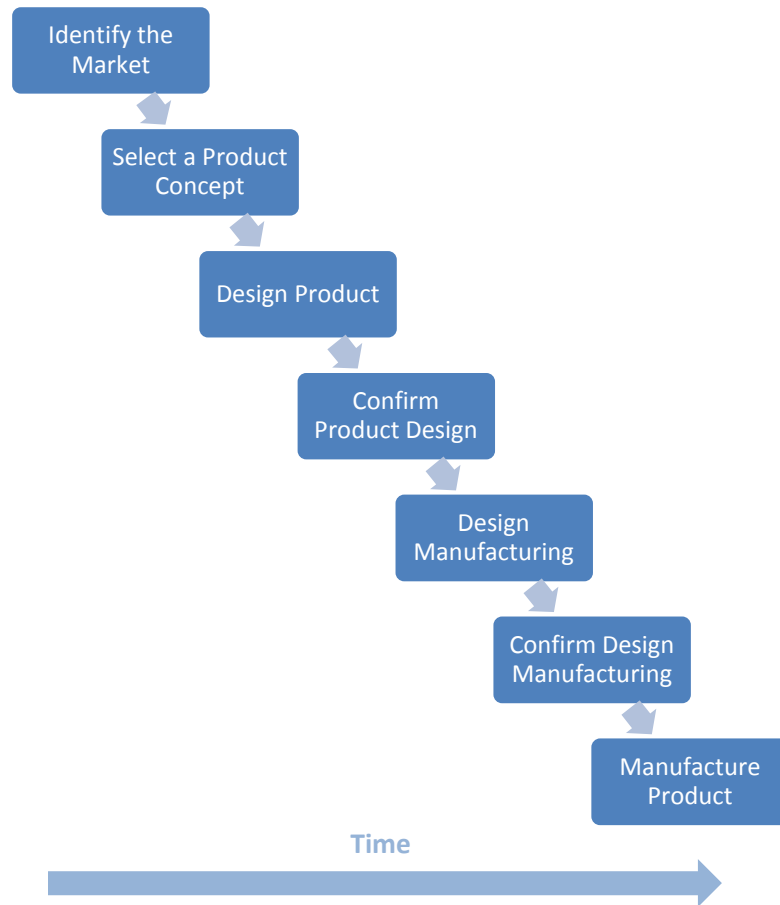 Identify the
Market
Select a Product
Concept
Design Product
Confirm
Product Design
Design
Manufacturing
Confirm Design
Manufacturing
Manufacture
Product
Time